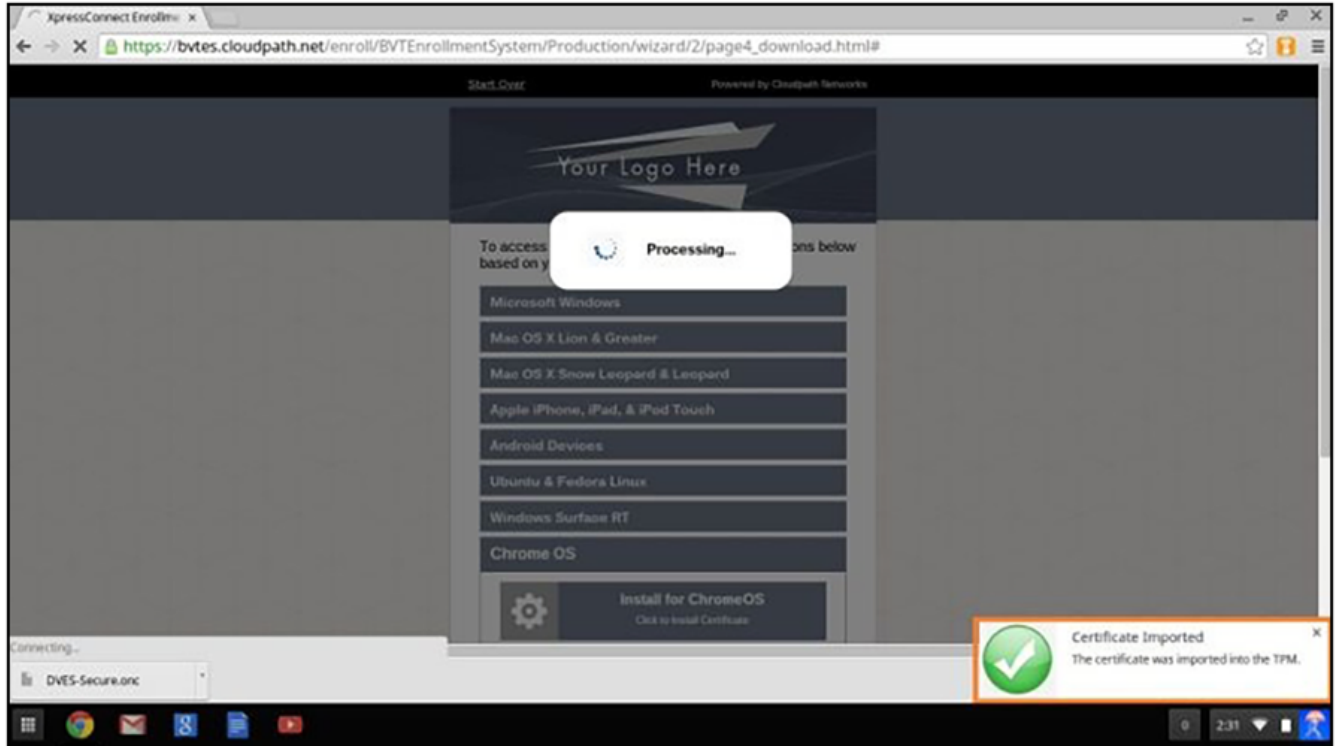 XpressConnect Enrollme ×
https://bvtes.cloudpath.net/enroll/BVTEnrollmentSystem/Production/wizard/2/page4_download.html#
Start Over
Powered by Cloudpath Networks
Your Logo Here
Processing...
To access
ons below
based on y
Microsoft Windows
Mac OS X Lion & Greater
Mac OS X Snow Leopard & Leopard
Apple iPhone, iPad, & iPod Touch
Android Devices
Ubuntu & Fedora Linux
Windows Surface RT
Chrome OS
Install for ChromeOS
Click to Install Certificate
Connecting...
Certificate Imported
The certificate was imported into the TPM.
DVES-Secure.onc
8
0
2:31